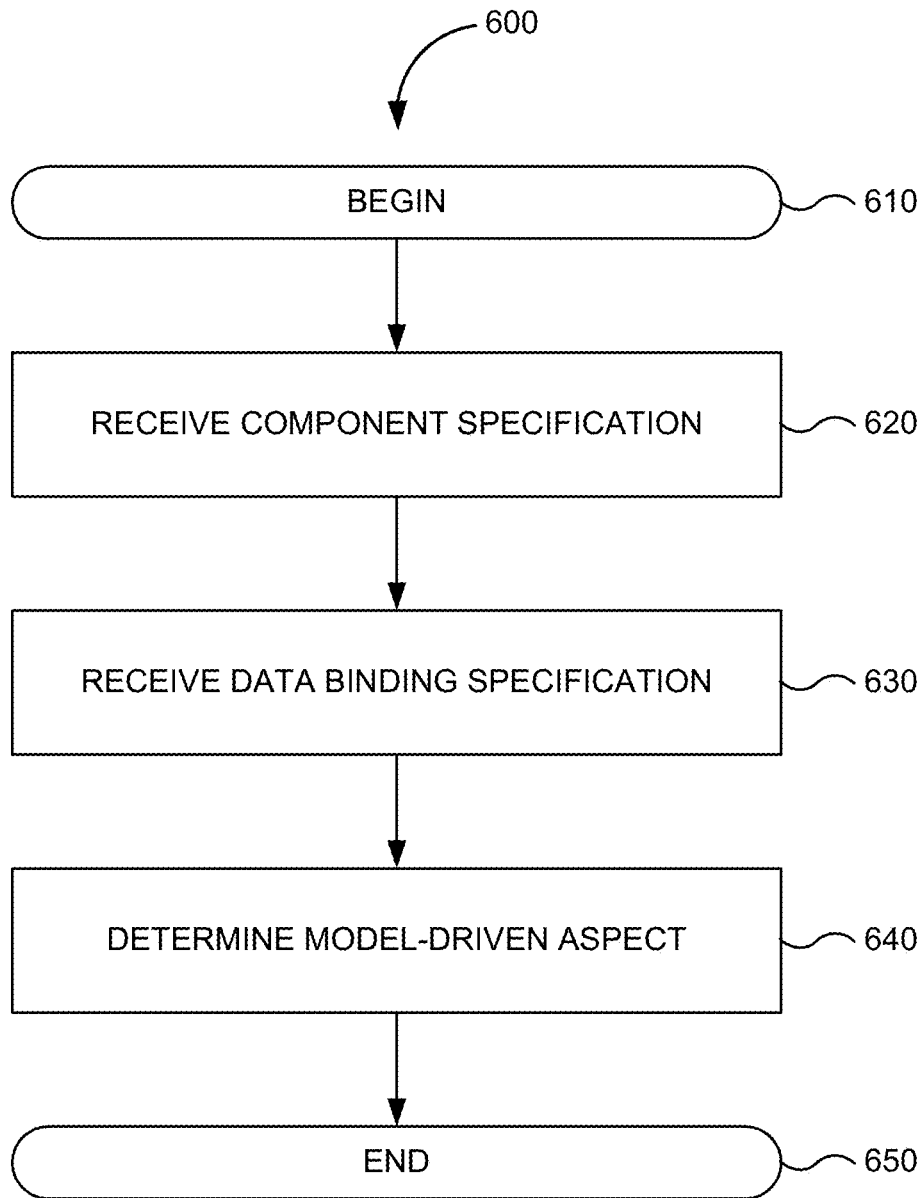 600
BEGIN
610
RECEIVE COMPONENT SPECIFICATION
620
RECEIVE DATA BINDING SPECIFICATION
630
DETERMINE MODEL-DRIVEN ASPECT
640
END
650